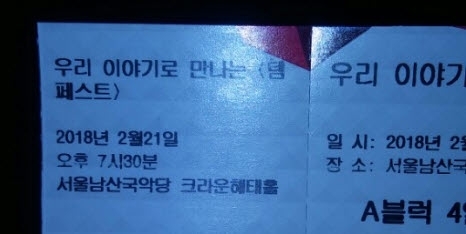 우리 이야기로 만나는 〈템
페스트〉
2018년 2월21일
오후 7시30분
서울남산국악당 크라운해태홀
우리 이야기
일 시: 2018년 2월
장 소: 서울남산국
A블럭 4열